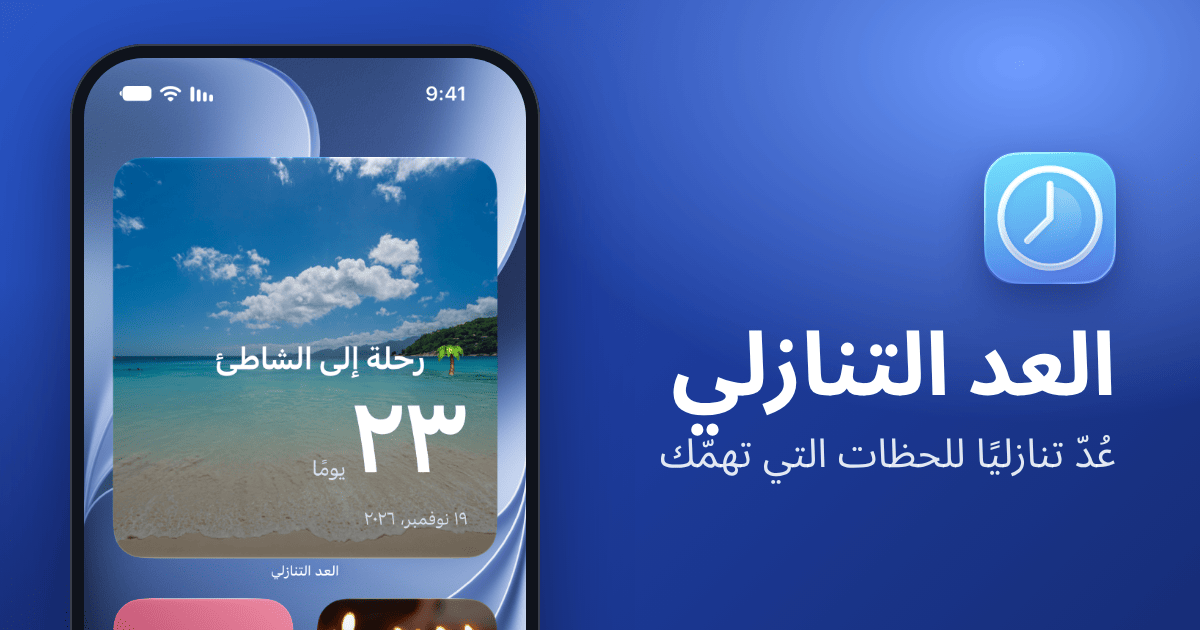 9:41
🌴 رحلة إلى الشاطئ
٢٣ يومًا
١٩ نوفمبر، ٢٠٢٦
العد التنازلي
العد التنازلي
عُدّ تنازليًا للحظات التي تهمّك